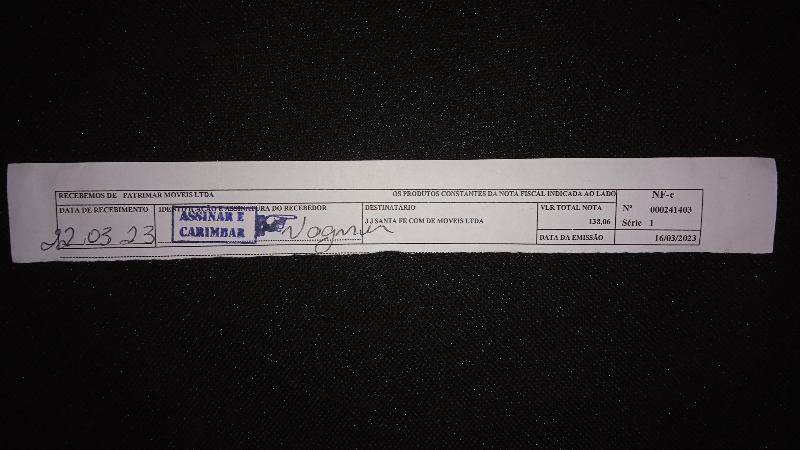 RECEBEMOS DE PATRIMAR MOVEIS LTDA OS PRODUTOS CONSTANTES DA NOTA FISCAL INDICADA AO LADO
NF-e
DATA DE RECEBIMENTO
22.03.23
IDENTIFICAÇÃO E ASSINATURA DO RECEBEDOR
ASSINAR E
CARIMBAR
Vagner
DESTINATÁRIO
J J SANTA FE COM DE MOVEIS LTDA
VLR TOTAL NOTA
138,06
DATA DA EMISSÃO
16/03/2023
Nº 000241403
Série 1